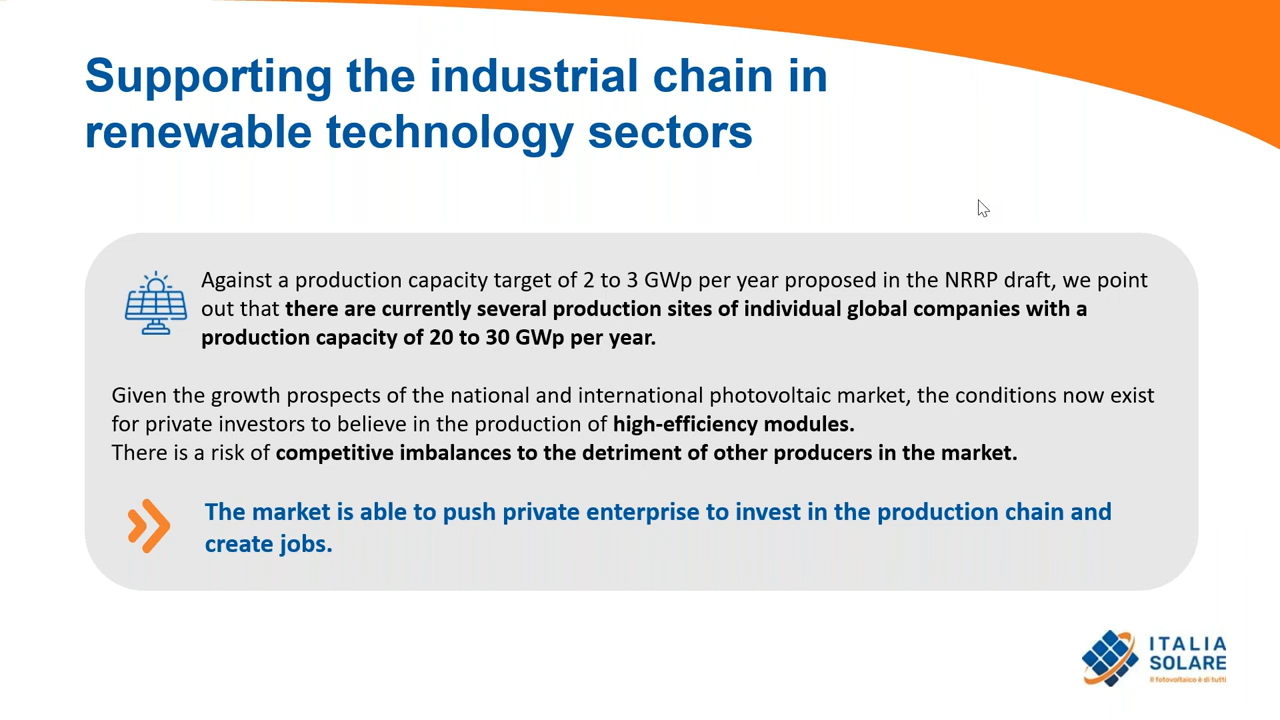 Supporting the industrial chain in
renewable technology sectors
Against a production capacity target of 2 to 3 GWp per year proposed in the NRRP draft, we point
out that there are currently several production sites of individual global companies with a
production capacity of 20 to 30 GWp per year.
Given the growth prospects of the national and international photovoltaic market, the conditions now exist
for private investors to believe in the production of high-efficiency modules.
There is a risk of competitive imbalances to the detriment of other producers in the market.
The market is able to push private enterprise to invest in the production chain and
create jobs.
ITALIA
SOLARE
Il fotovoltaico è di tutti